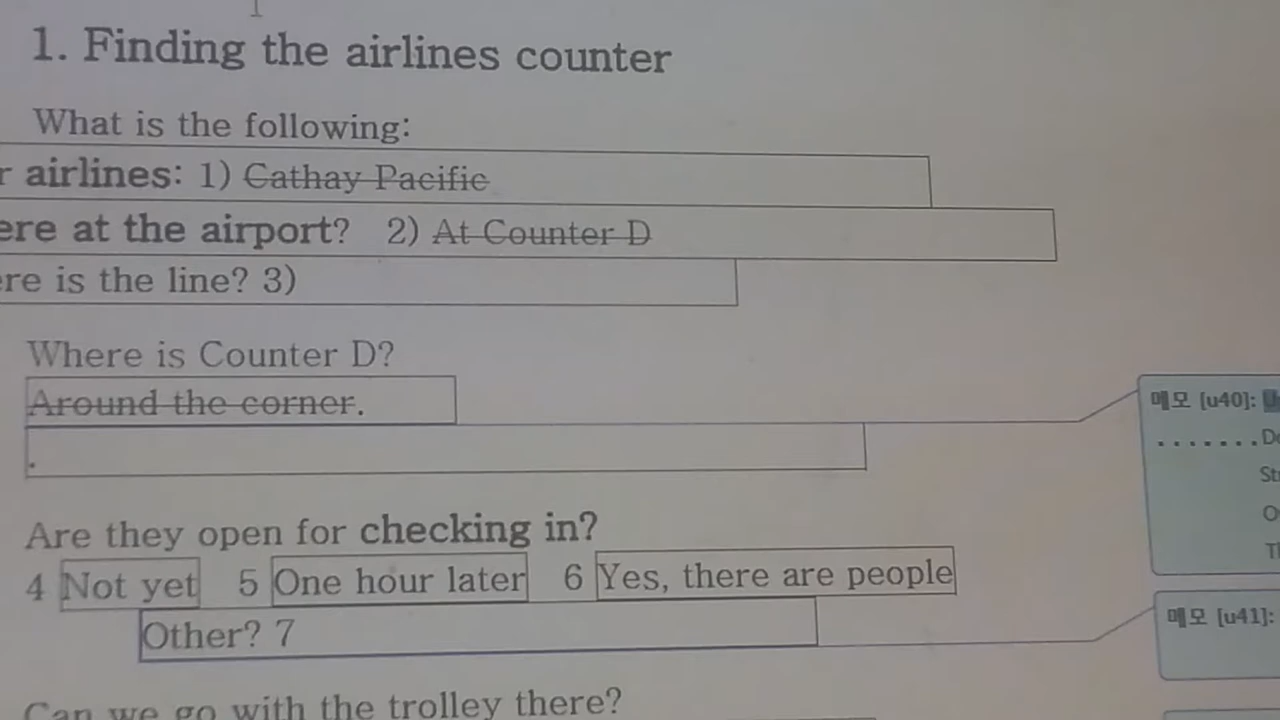 1. Finding the airlines counter
What is the following:
airlines: 1) Cathay Pacific
at the airport? 2) At Counter D
is the line? 3)
Where is Counter D?
Around the corner.
.
Are they open for checking in?
4 Not yet 5 One hour later 6 Yes, there are people
Other? 7
Can we go with the trolley there?
메모 [u40]:
.......
메모 [u41]: